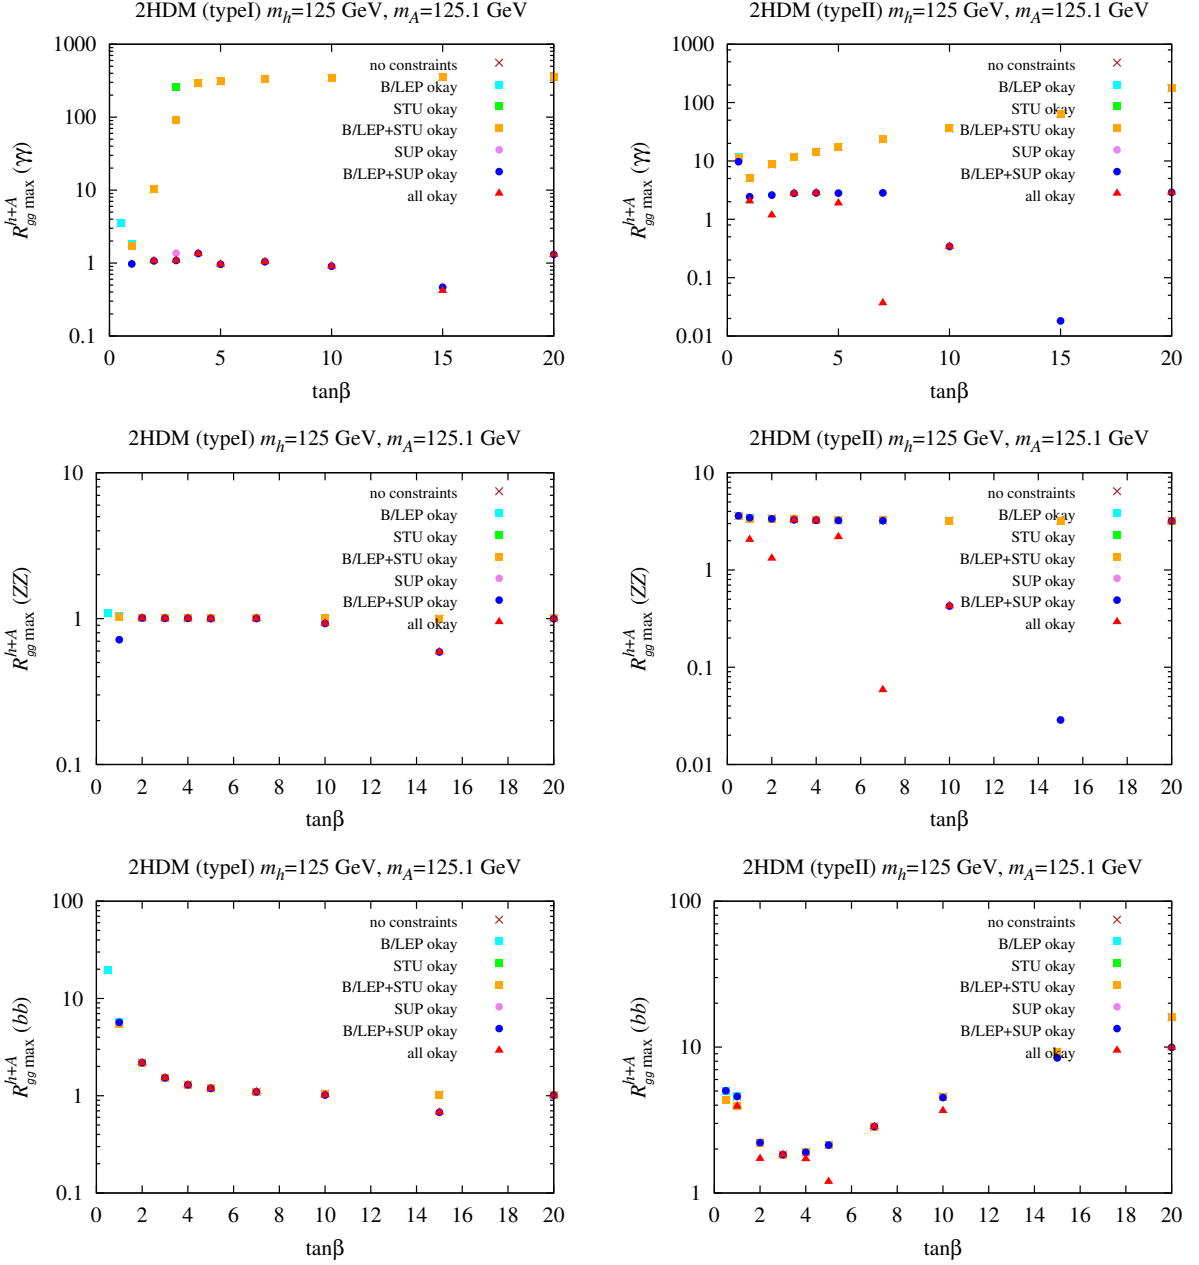 2HDM (typeI) m_h=125 GeV, m_A=125.1 GeV
R^{h+A}_{gg max} (γγ)
1000
100
10
1
0.1
no constraints
B/LEP okay
STU okay
B/LEP+STU okay
SUP okay
B/LEP+SUP okay
all okay
0 5 10 15 20
tanβ
2HDM (typeII) m_h=125 GeV, m_A=125.1 GeV
R^{h+A}_{gg max} (γγ)
1000
100
10
1
0.1
0.01
no constraints
B/LEP okay
STU okay
B/LEP+STU okay
SUP okay
B/LEP+SUP okay
all okay
0 5 10 15 20
tanβ
2HDM (typeI) m_h=125 GeV, m_A=125.1 GeV
R^{h+A}_{gg max} (ZZ)
10
1
0.1
no constraints
B/LEP okay
STU okay
B/LEP+STU okay
SUP okay
B/LEP+SUP okay
all okay
0 2 4 6 8 10 12 14 16 18 20
tanβ
2HDM (typeII) m_h=125 GeV, m_A=125.1 GeV
R^{h+A}_{gg max} (ZZ)
10
1
0.1
0.01
no constraints
B/LEP okay
STU okay
B/LEP+STU okay
SUP okay
B/LEP+SUP okay
all okay
0 2 4 6 8 10 12 14 16 18 20
tanβ
2HDM (typeI) m_h=125 GeV, m_A=125.1 GeV
R^{h+A}_{gg max} (bb)
100
10
1
0.1
no constraints
B/LEP okay
STU okay
B/LEP+STU okay
SUP okay
B/LEP+SUP okay
all okay
0 2 4 6 8 10 12 14 16 18 20
tanβ
2HDM (typeII) m_h=125 GeV, m_A=125.1 GeV
R^{h+A}_{gg max} (bb)
100
10
1
no constraints
B/LEP okay
STU okay
B/LEP+STU okay
SUP okay
B/LEP+SUP okay
all okay
0 2 4 6 8 10 12 14 16 18 20
tanβ